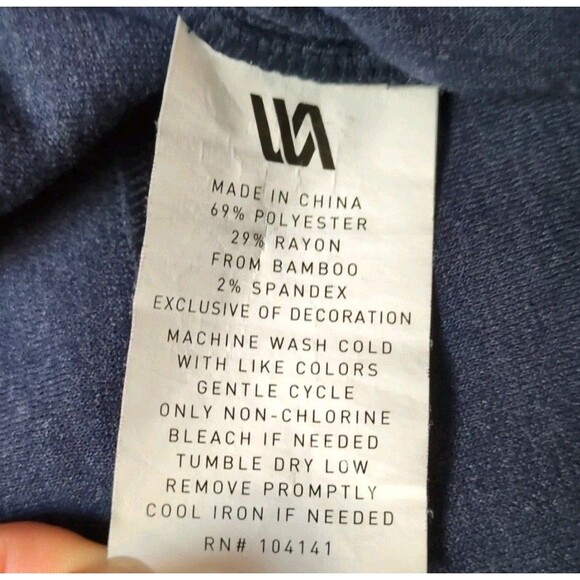 MADE IN CHINA
69% POLYESTER
29% RAYON
FROM BAMBOO
2% SPANDEX
EXCLUSIVE OF DECORATION
MACHINE WASH COLD
WITH LIKE COLORS
GENTLE CYCLE
ONLY NON-CHLORINE
BLEACH IF NEEDED
TUMBLE DRY LOW
REMOVE PROMPTLY
COOL IRON IF NEEDED
RN# 104141